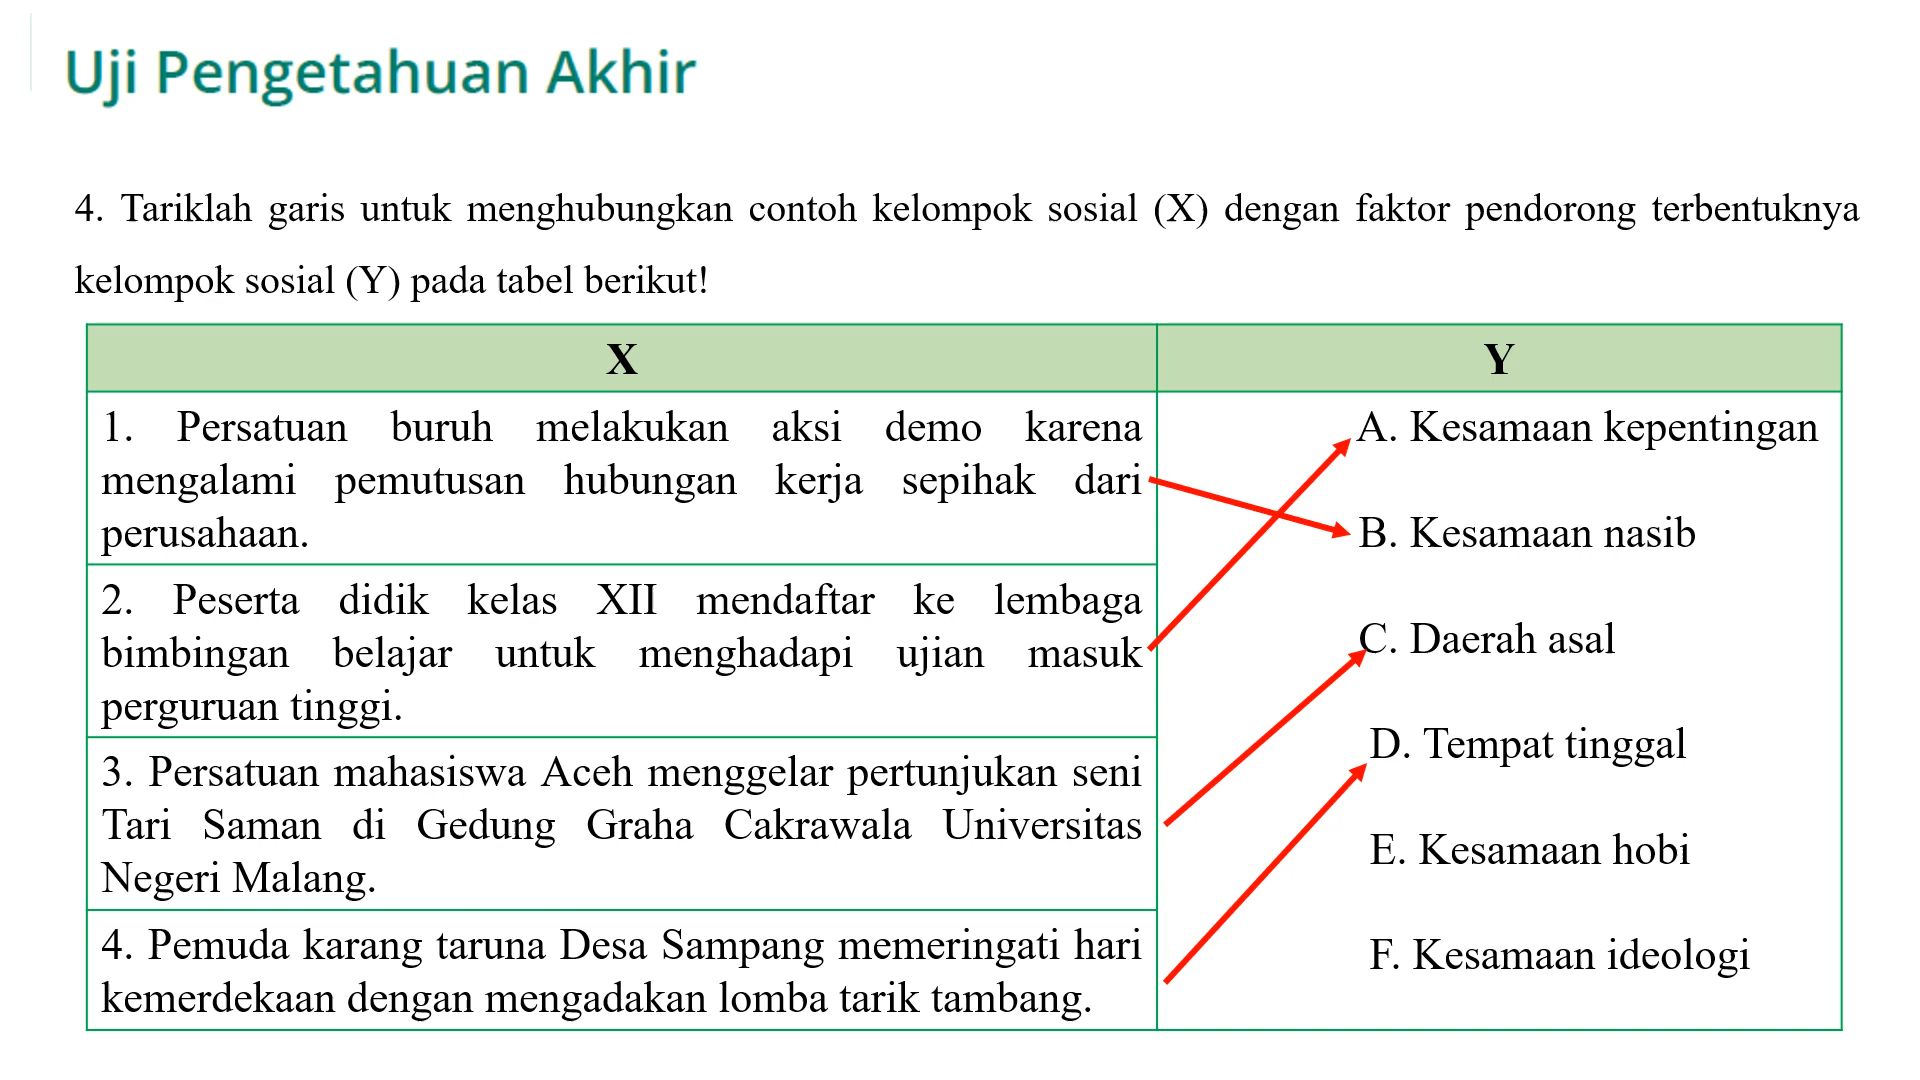 Uji Pengetahuan Akhir
4. Tariklah garis untuk menghubungkan contoh kelompok sosial (X) dengan faktor pendorong terbentuknya
kelompok sosial (Y) pada tabel berikut!
X
Y
1. Persatuan buruh melakukan aksi demo karena
mengalami pemutusan hubungan kerja sepihak dari
perusahaan.
2. Peserta didik kelas XII mendaftar ke lembaga
bimbingan belajar untuk menghadapi ujian masuk
perguruan tinggi.
3. Persatuan mahasiswa Aceh menggelar pertunjukan seni
Tari Saman di Gedung Graha Cakrawala Universitas
Negeri Malang.
4. Pemuda karang taruna Desa Sampang memeringati hari
kemerdekaan dengan mengadakan lomba tarik tambang.
A. Kesamaan kepentingan
B. Kesamaan nasib
C. Daerah asal
D. Tempat tinggal
E. Kesamaan hobi
F. Kesamaan ideologi